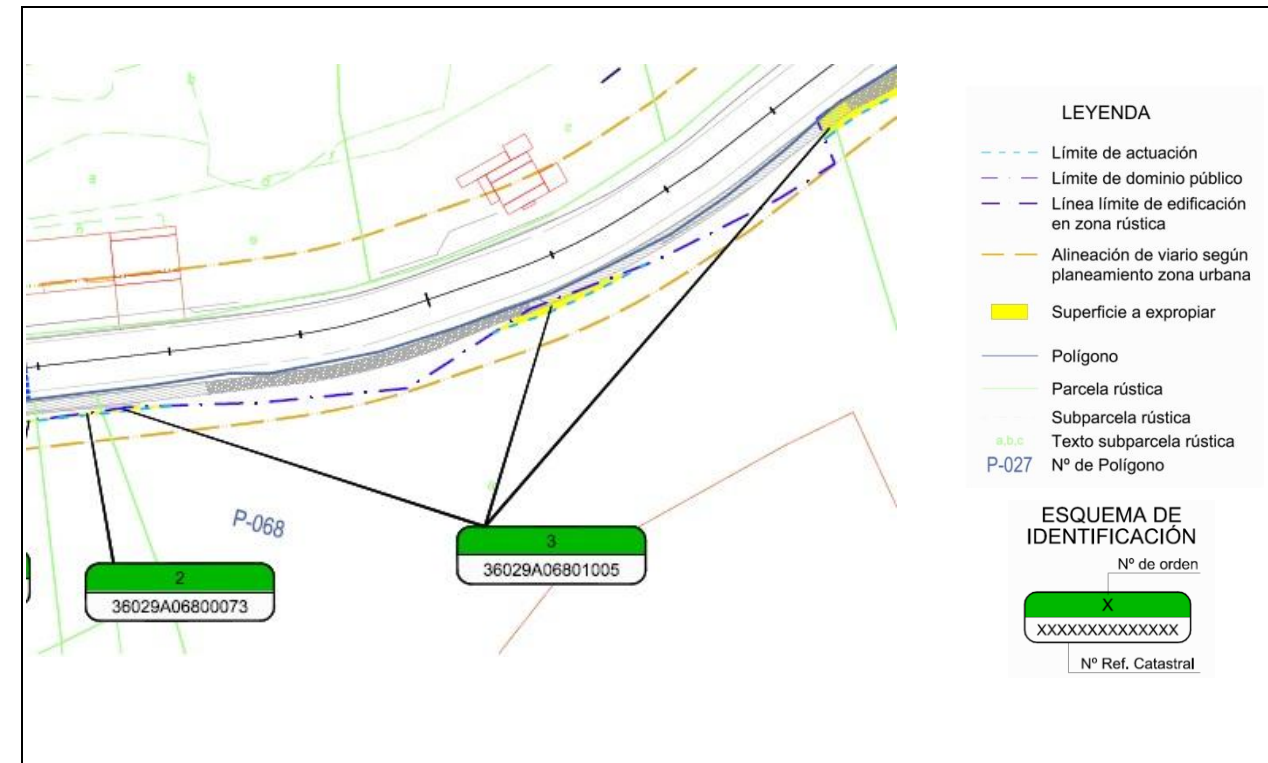 P-068
2
36029A06800073
3
36029A06801005
LEYENDA
Límite de actuación
Límite de dominio público
Línea límite de edificación
en zona rústica
Alineación de viario según
planeamiento zona urbana
Superficie a expropiar
Polígono
Parcela rústica
Subparcela rústica
a,b,c Texto subparcela rústica
P-027 Nº de Polígono
ESQUEMA DE
IDENTIFICACIÓN
Nº de orden
X
XXXXXXXXXXXXXX
Nº Ref. Catastral